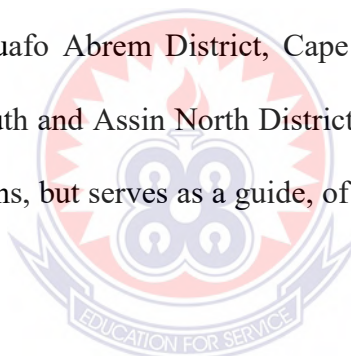 uafo Abrem District, Cape
uth and Assin North District
ns, but serves as a guide, of
EDUCATION FOR SERVICE